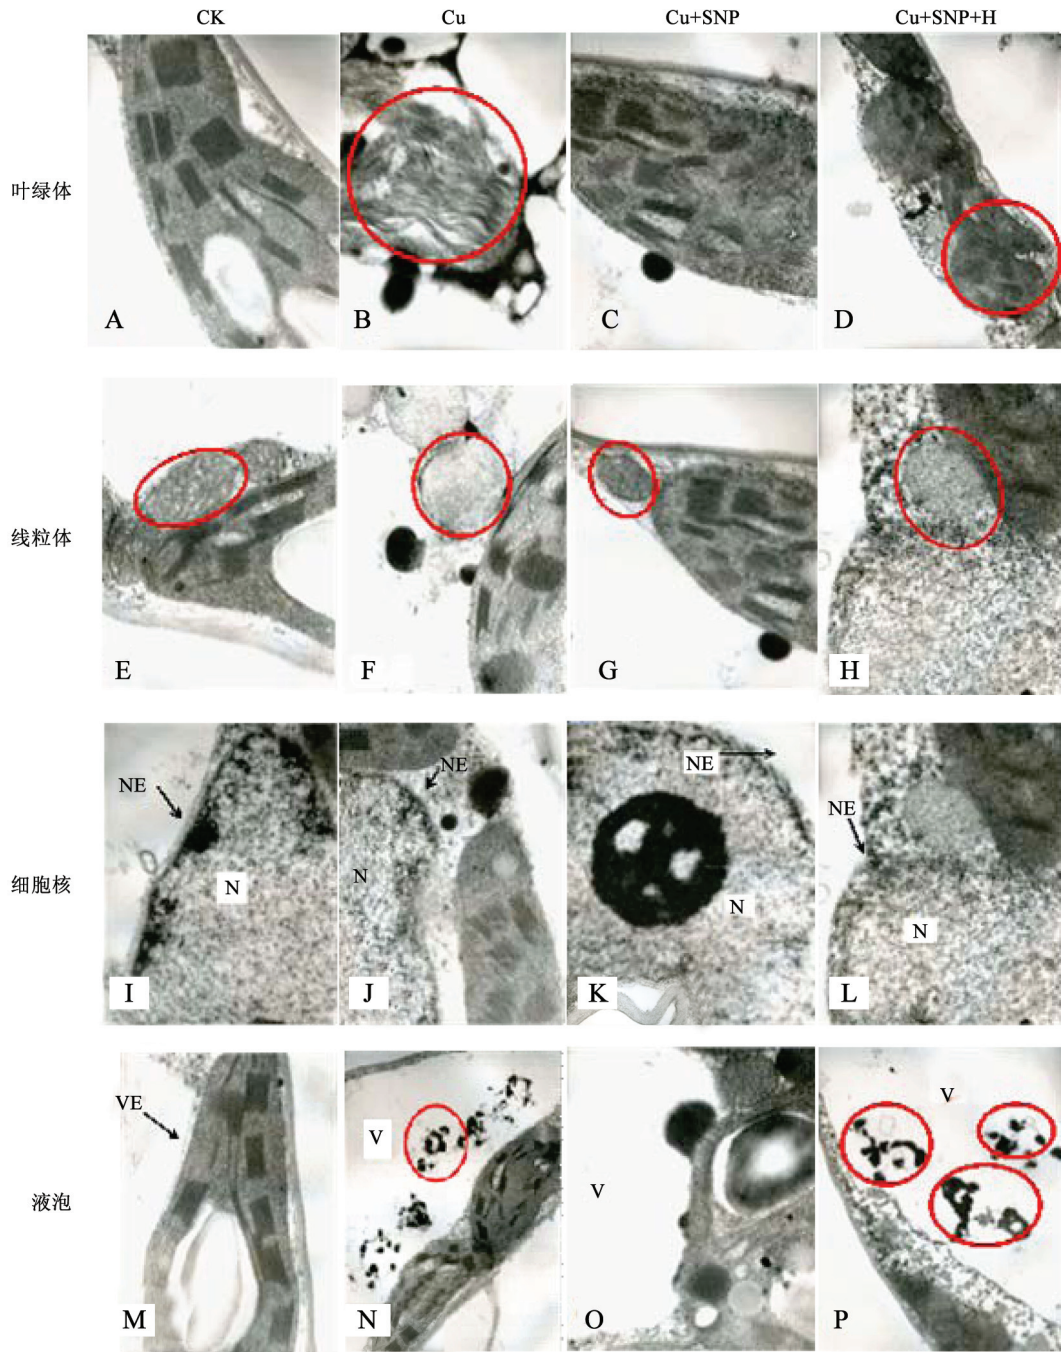 CK Cu Cu+SNP Cu+SNP+H
叶绿体
A B C D
线粒体
E F G H
NE NE NE NE
细胞核
N N N N
I J K L
VE V V V
液泡
M N O P